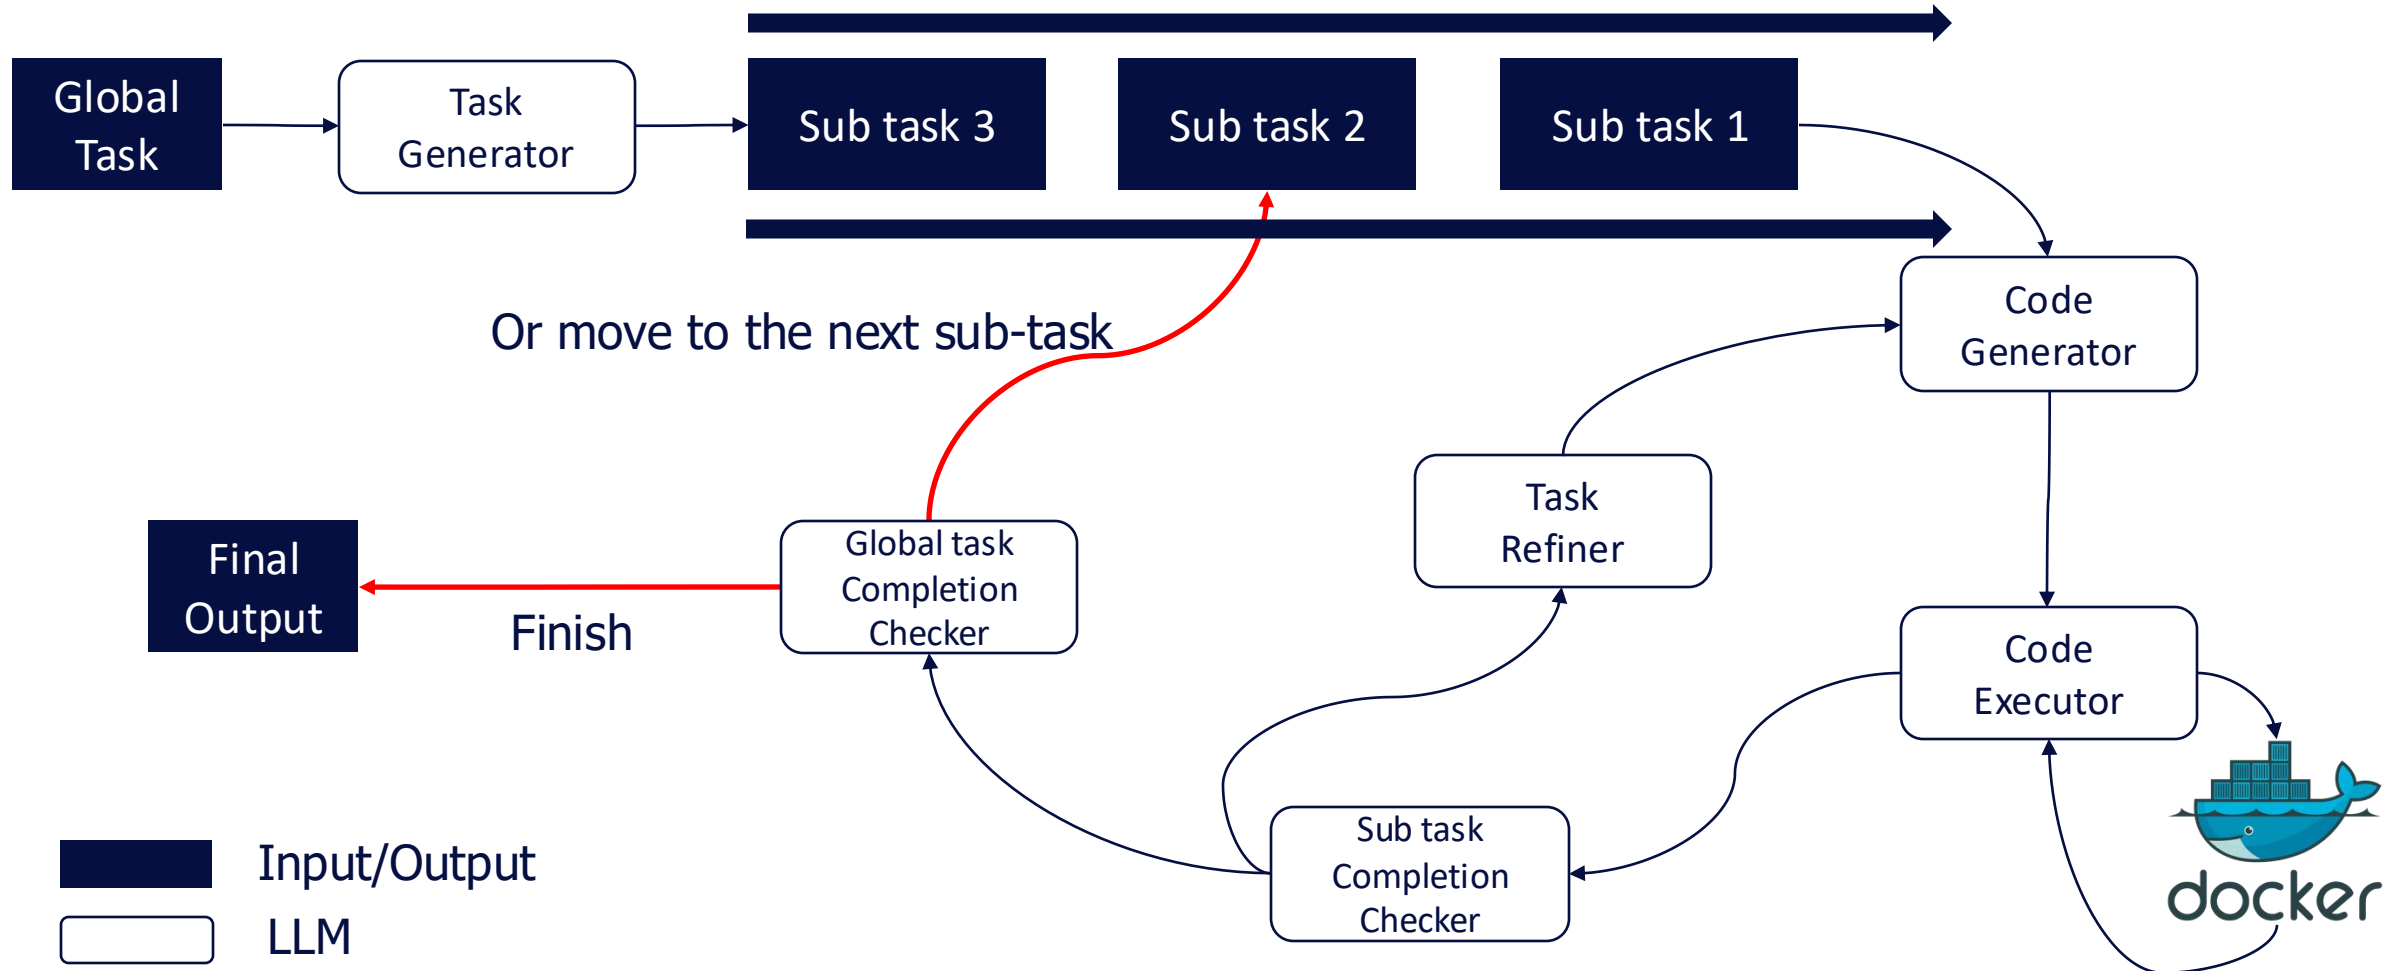 Global
Task
Task
Generator
Sub task 3
Sub task 2
Sub task 1
Code
Generator
Or move to the next sub-task
Task
Refiner
Final
Output
Finish
Global task
Completion
Checker
Code
Executor
Sub task
Completion
Checker
docker
Input/Output
LLM